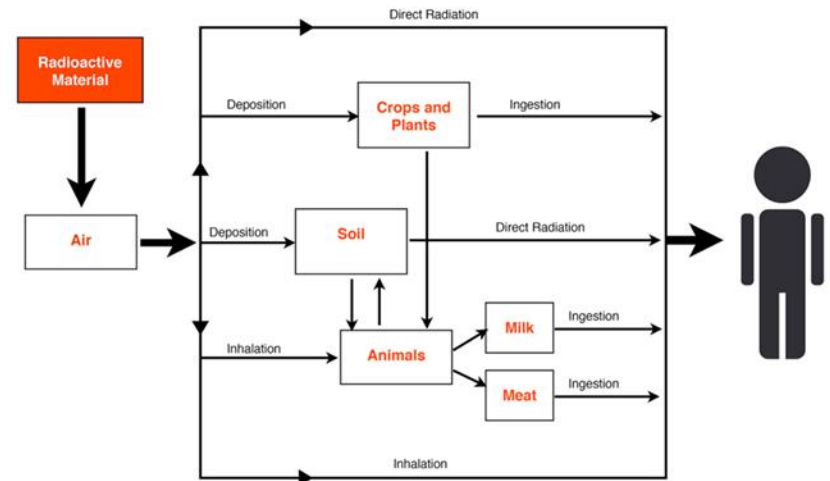 Direct Radiation
Radioactive
Material
Deposition
Crops and
Plants
Ingestion
Air
Deposition
Soil
Direct Radiation
Inhalation
Animals
Milk
Ingestion
Meat
Ingestion
Inhalation